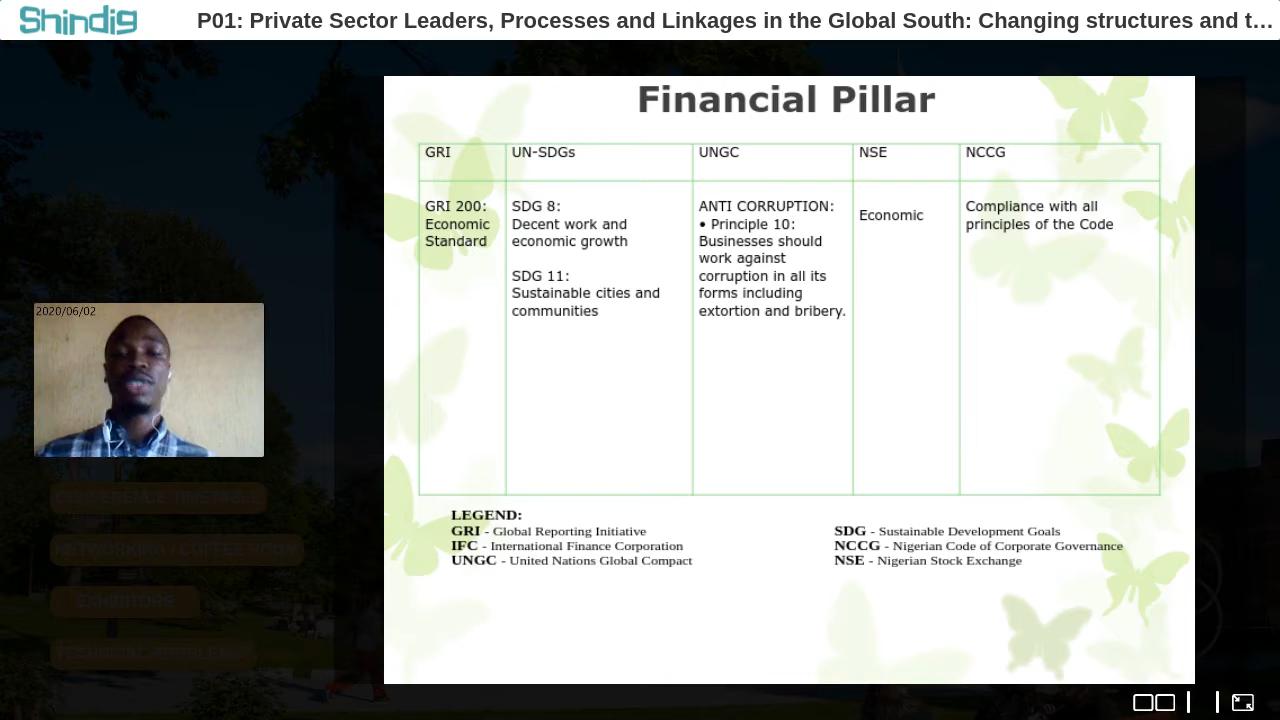 Shindig
P01: Private Sector Leaders, Processes and Linkages in the Global South: Changing structures and t...
Financial Pillar
GRI
UN-SDGs
UNGC
NSE
NCCG
GRI 200:
Economic
Standard
SDG 8:
Decent work and
economic growth
SDG 11:
Sustainable cities and
communities
ANTI CORRUPTION:
• Principle 10:
Businesses should
work against
corruption in all its
forms including
extortion and bribery.
Economic
Compliance with all
principles of the Code
2020/06/02
LEGEND:
GRI - Global Reporting Initiative
IFC - International Finance Corporation
UNGC - United Nations Global Compact
SDG - Sustainable Development Goals
NCCG - Nigerian Code of Corporate Governance
NSE - Nigerian Stock Exchange
EXHIBITORS